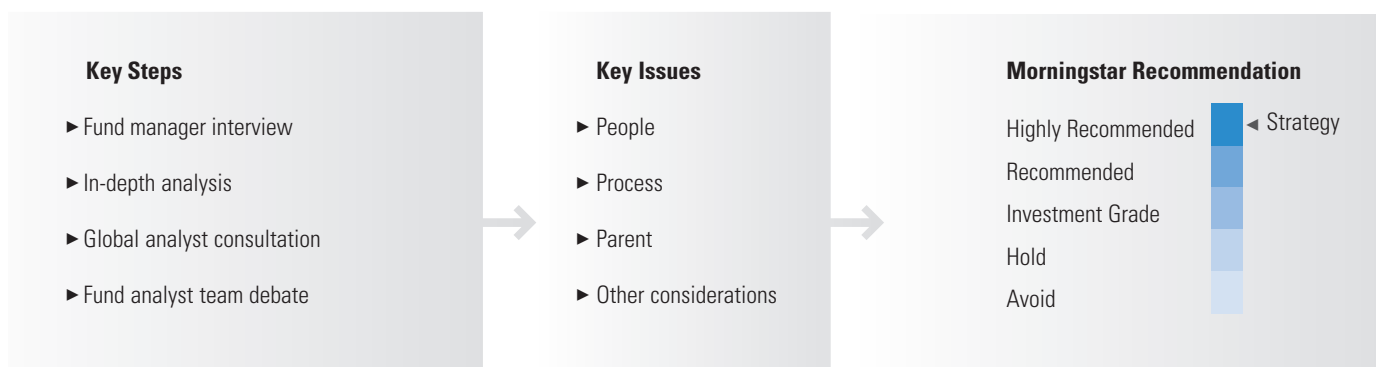 Key Steps
►Fund manager interview
►In-depth analysis
►Global analyst consultation
►Fund analyst team debate
Key Issues
► People
► Process
► Parent
► Other considerations
Morningstar Recommendation
Highly Recommended ◄ Strategy
Recommended
Investment Grade
Hold
Avoid